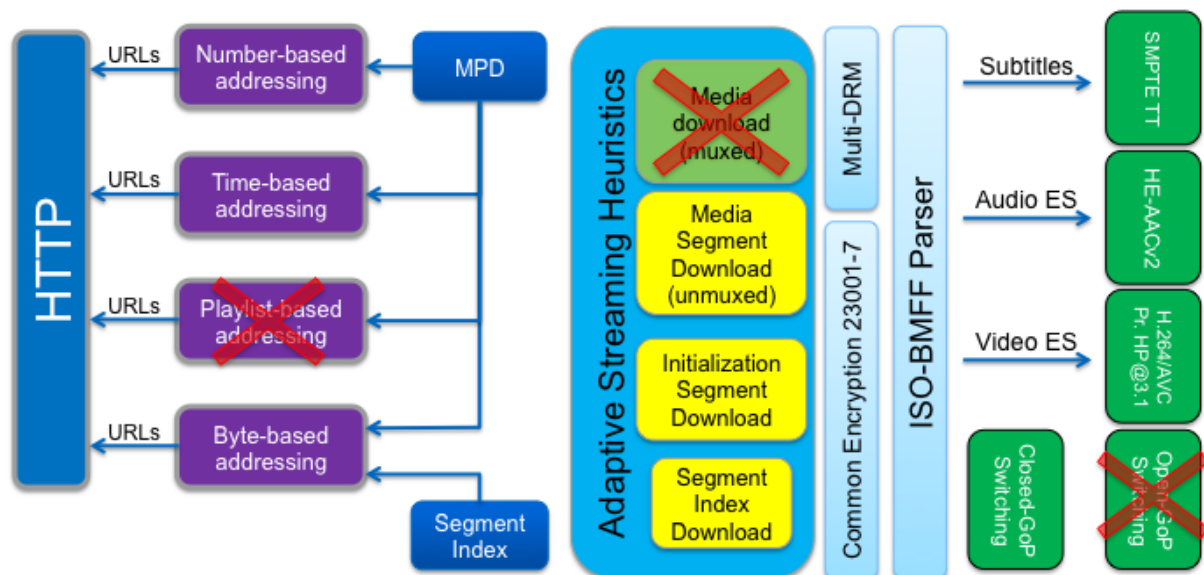 HTTP
URLs
Number-based
addressing
MPD
URLs
Time-based
addressing
URLs
Playlist-based
addressing
URLs
Byte-based
addressing
Segment
Index
Adaptive Streaming Heuristics
Media
download
(muxed)
Media
Segment
Download
(unmuxed)
Initialization
Segment
Download
Segment
Index
Download
Multi-DRM
Common Encryption 23001-7
ISO-BMFF Parser
Subtitles
SMPTE TT
Audio ES
HE-AACv2
Video ES
H.264/AVC
Pr. HP@3.1
Closed-GoP
Switching
Open-GoP
Switching